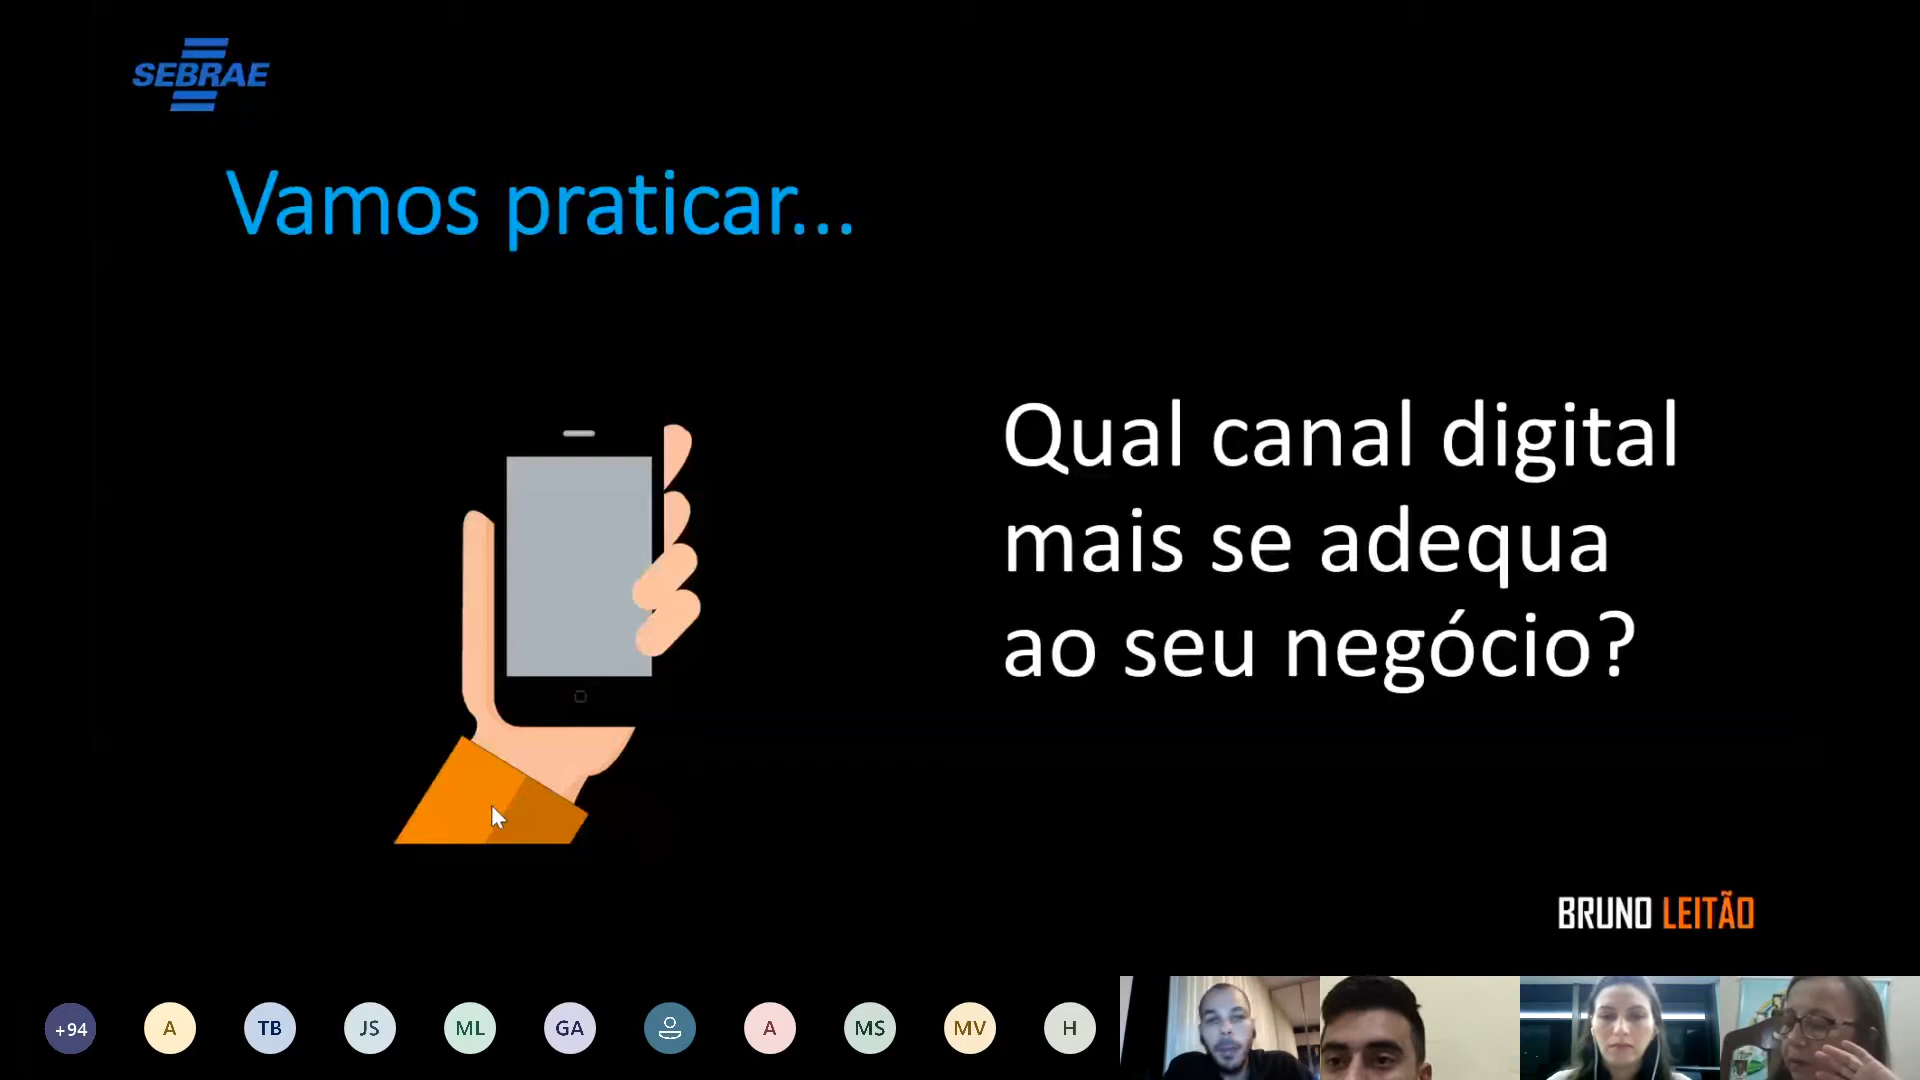 SEBRAE
Vamos praticar...
Qual canal digital
mais se adequa
ao seu negócio?
BRUNO LEITÃO
+94
A
TB
JS
ML
GA
A
MS
MV
H